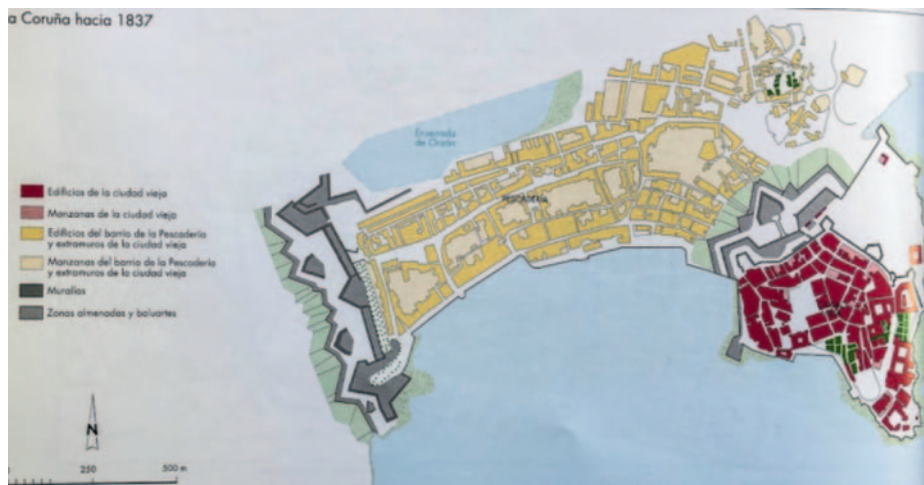 a Coruña hacia 1837
Ensenada
de Orzán
PESCADERÍA
Edificios de la ciudad vieja
Manzanas de la ciudad vieja
Edificios del barrio de la Pescadería
y extramuros de la ciudad vieja
Manzanas del barrio de la Pescadería
y extramuros de la ciudad vieja
Murallas
Zonas almenadas y baluartes
N
250
500 m